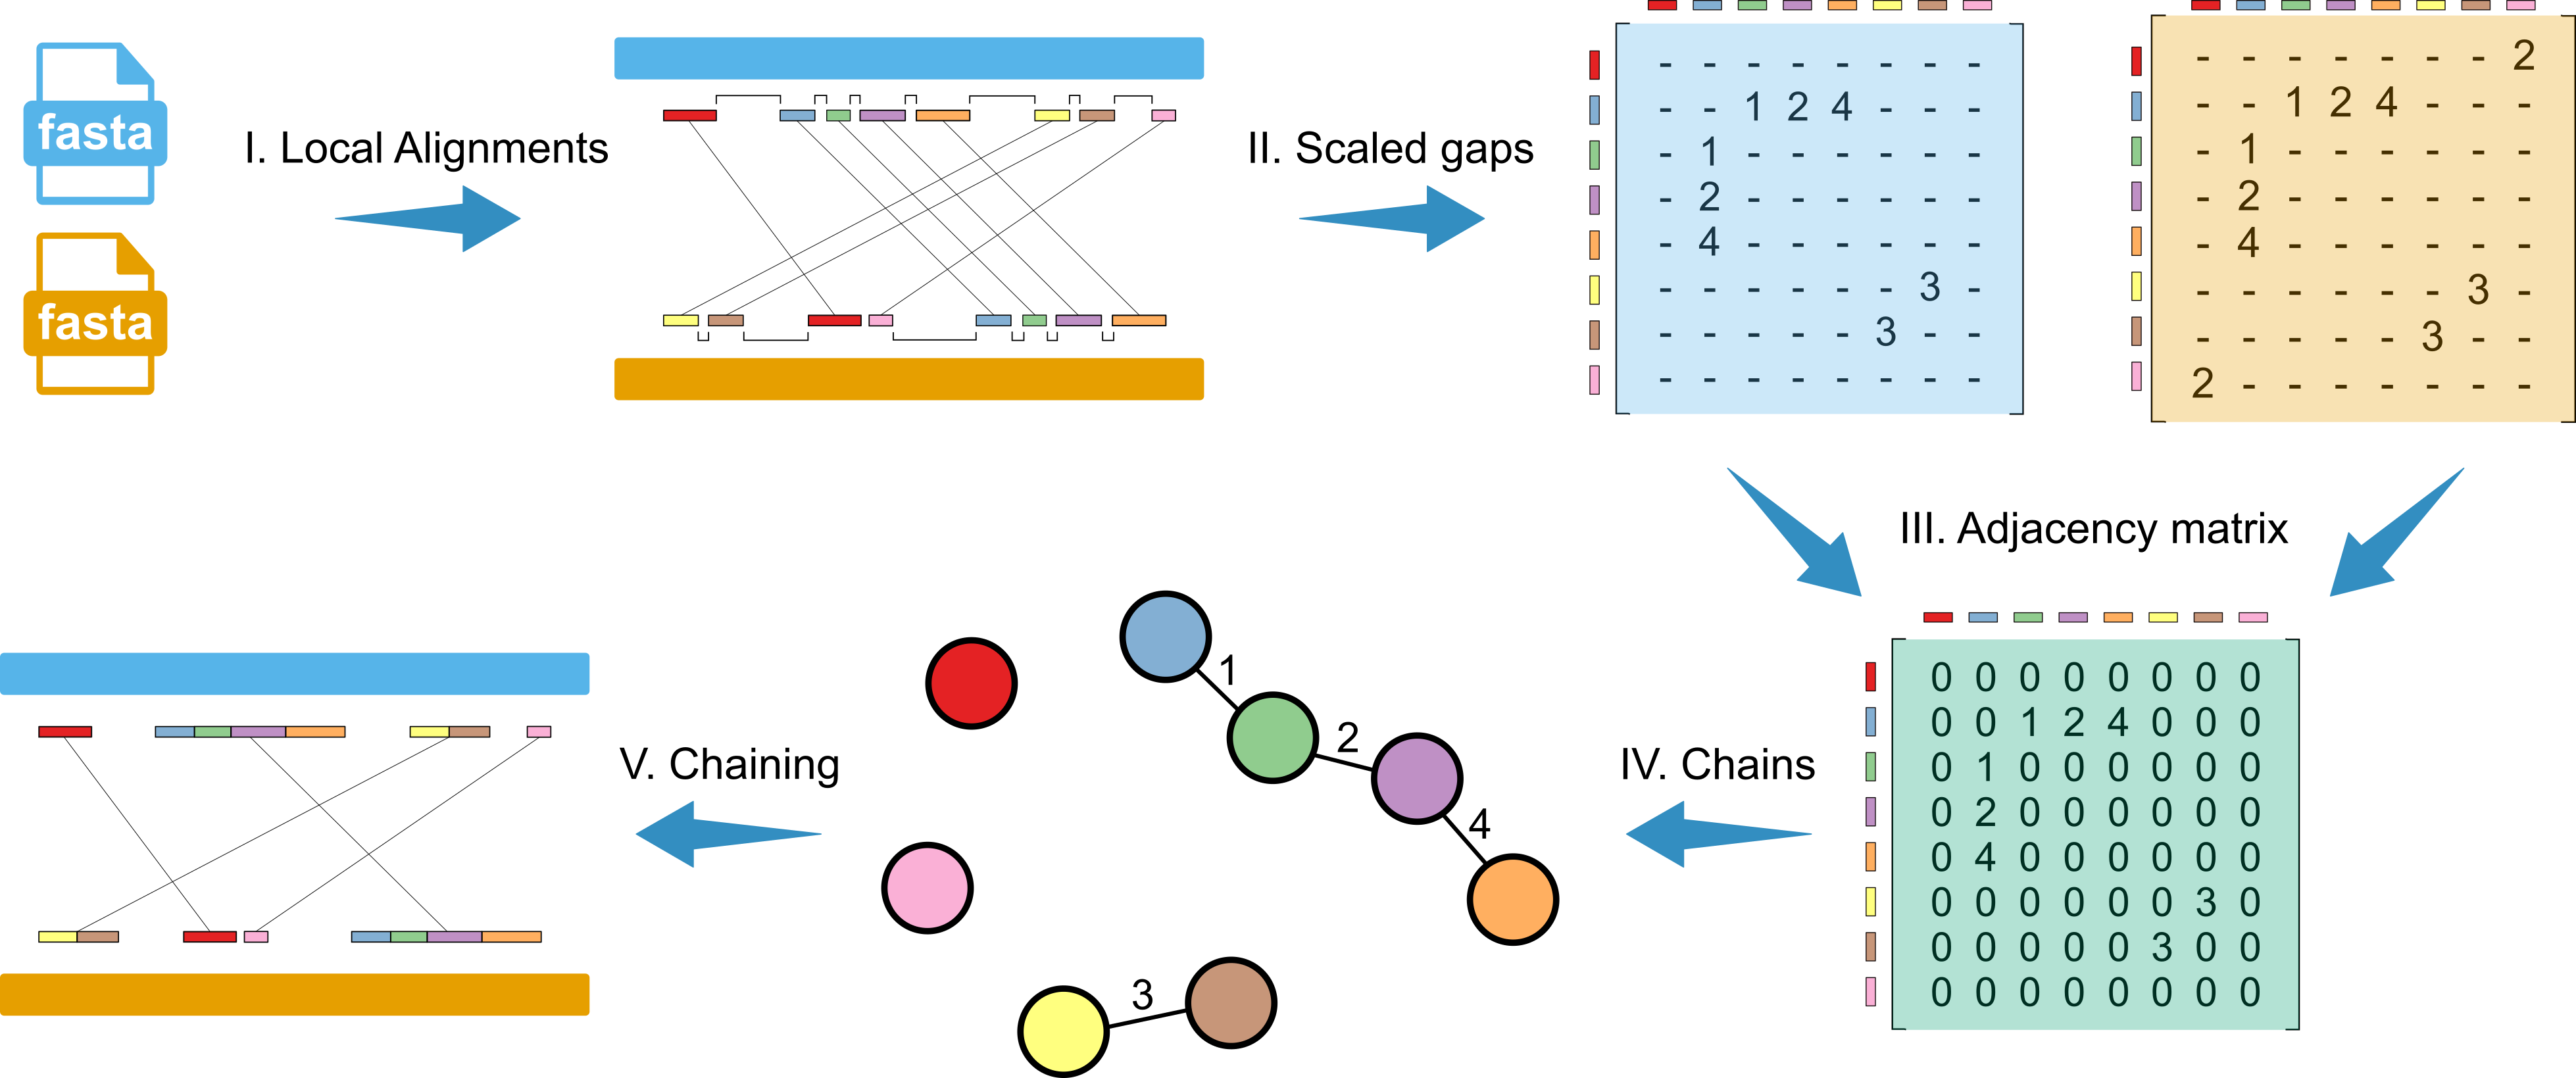 fasta
fasta
I. Local Alignments
II. Scaled gaps
- - - - - - - -
- - 1 2 4 - - -
- 1 - - - - - -
- 2 - - - - - -
- 4 - - - - - -
- - - - - - 3 -
- - - - - 3 - -
- - - - - - - -
- - - - - - - 2
- - 1 2 4 - - -
- 1 - - - - - -
- 2 - - - - - -
- 4 - - - - - -
- - - - - - 3 -
- - - - - 3 - -
2 - - - - - - -
III. Adjacency matrix
0 0 0 0 0 0 0 0
0 0 1 2 4 0 0 0
0 1 0 0 0 0 0 0
0 2 0 0 0 0 0 0
0 4 0 0 0 0 0 0
0 0 0 0 0 0 3 0
0 0 0 0 0 3 0 0
0 0 0 0 0 0 0 0
IV. Chains
1
2
4
3
V. Chaining